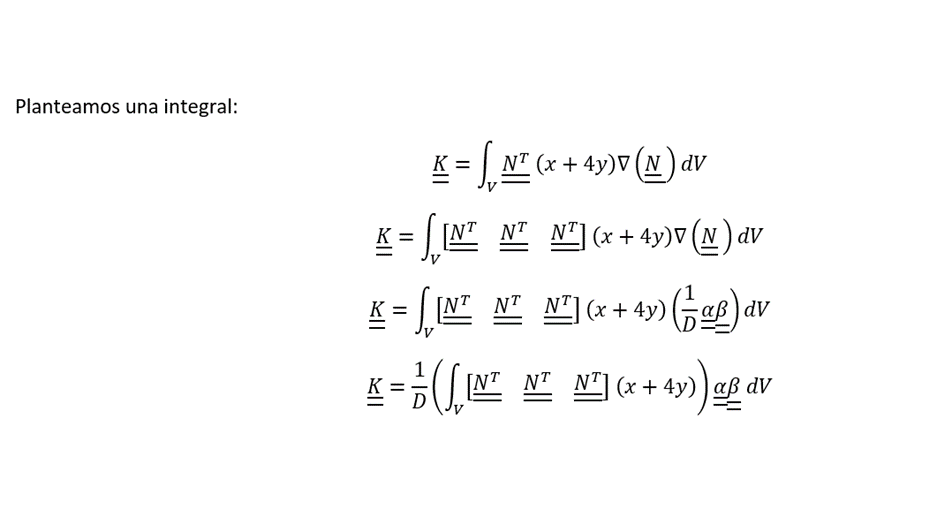 Planteamos una integral:
K = ∫_V N^T (x + 4y)∇(N) dV
K = ∫_V [N^T N^T N^T] (x + 4y)∇(N) dV
K = ∫_V [N^T N^T N^T] (x + 4y) (1/D αβ) dV
K = 1/D (∫_V [N^T N^T N^T] (x + 4y)) αβ dV